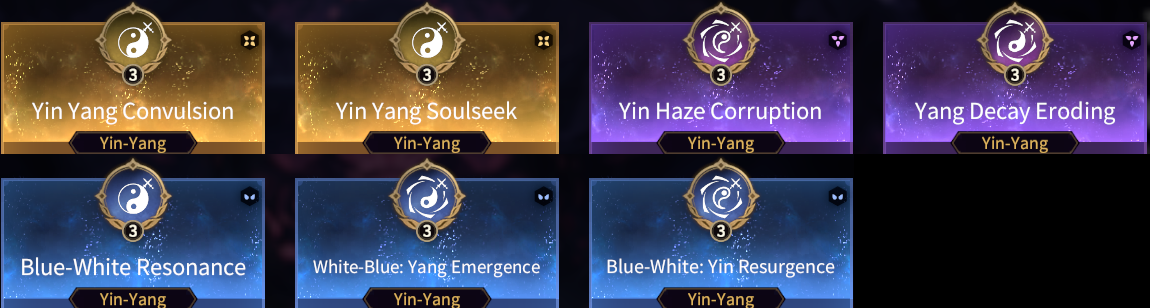 3
Yin Yang Convulsion
Yin-Yang
3
Yin Yang Soulseek
Yin-Yang
3
Yin Haze Corruption
Yin-Yang
3
Yang Decay Eroding
Yin-Yang
3
Blue-White Resonance
Yin-Yang
3
White-Blue: Yang Emergence
Yin-Yang
3
Blue-White: Yin Resurgence
Yin-Yang